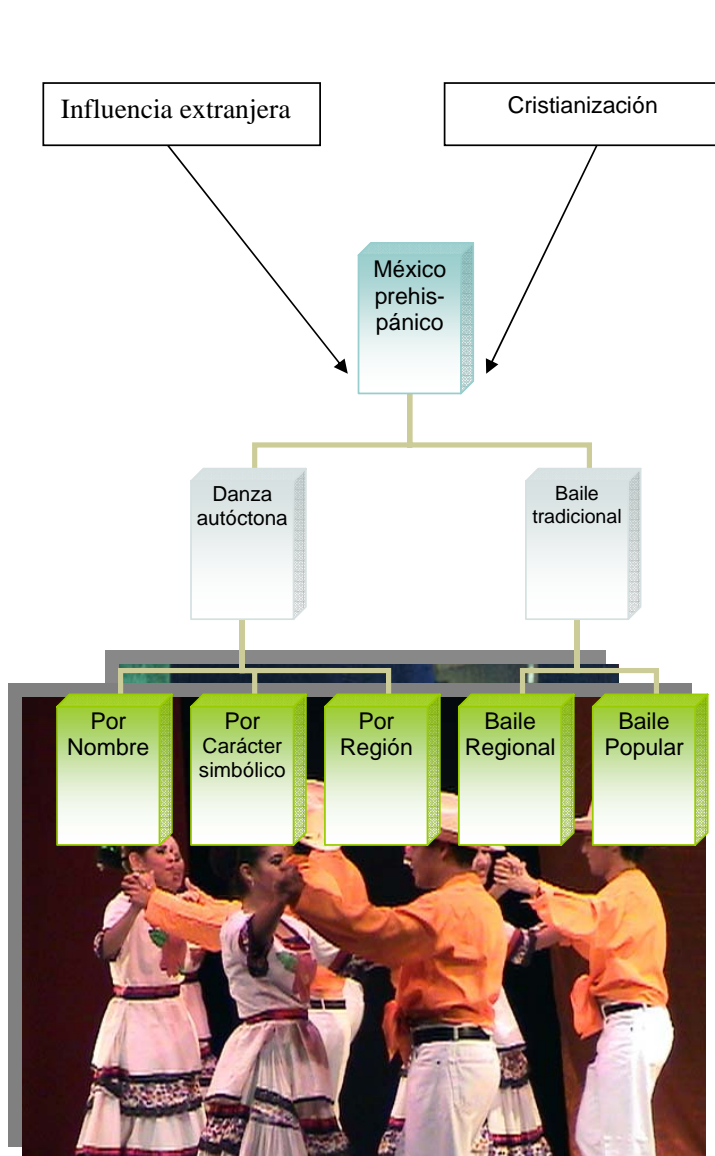 Influencia extranjera
Cristianización
México
prehis-
pánico
Danza
autóctona
Baile
tradicional
Por
Nombre
Por
Carácter
simbólico
Por
Región
Baile
Regional
Baile
Popular